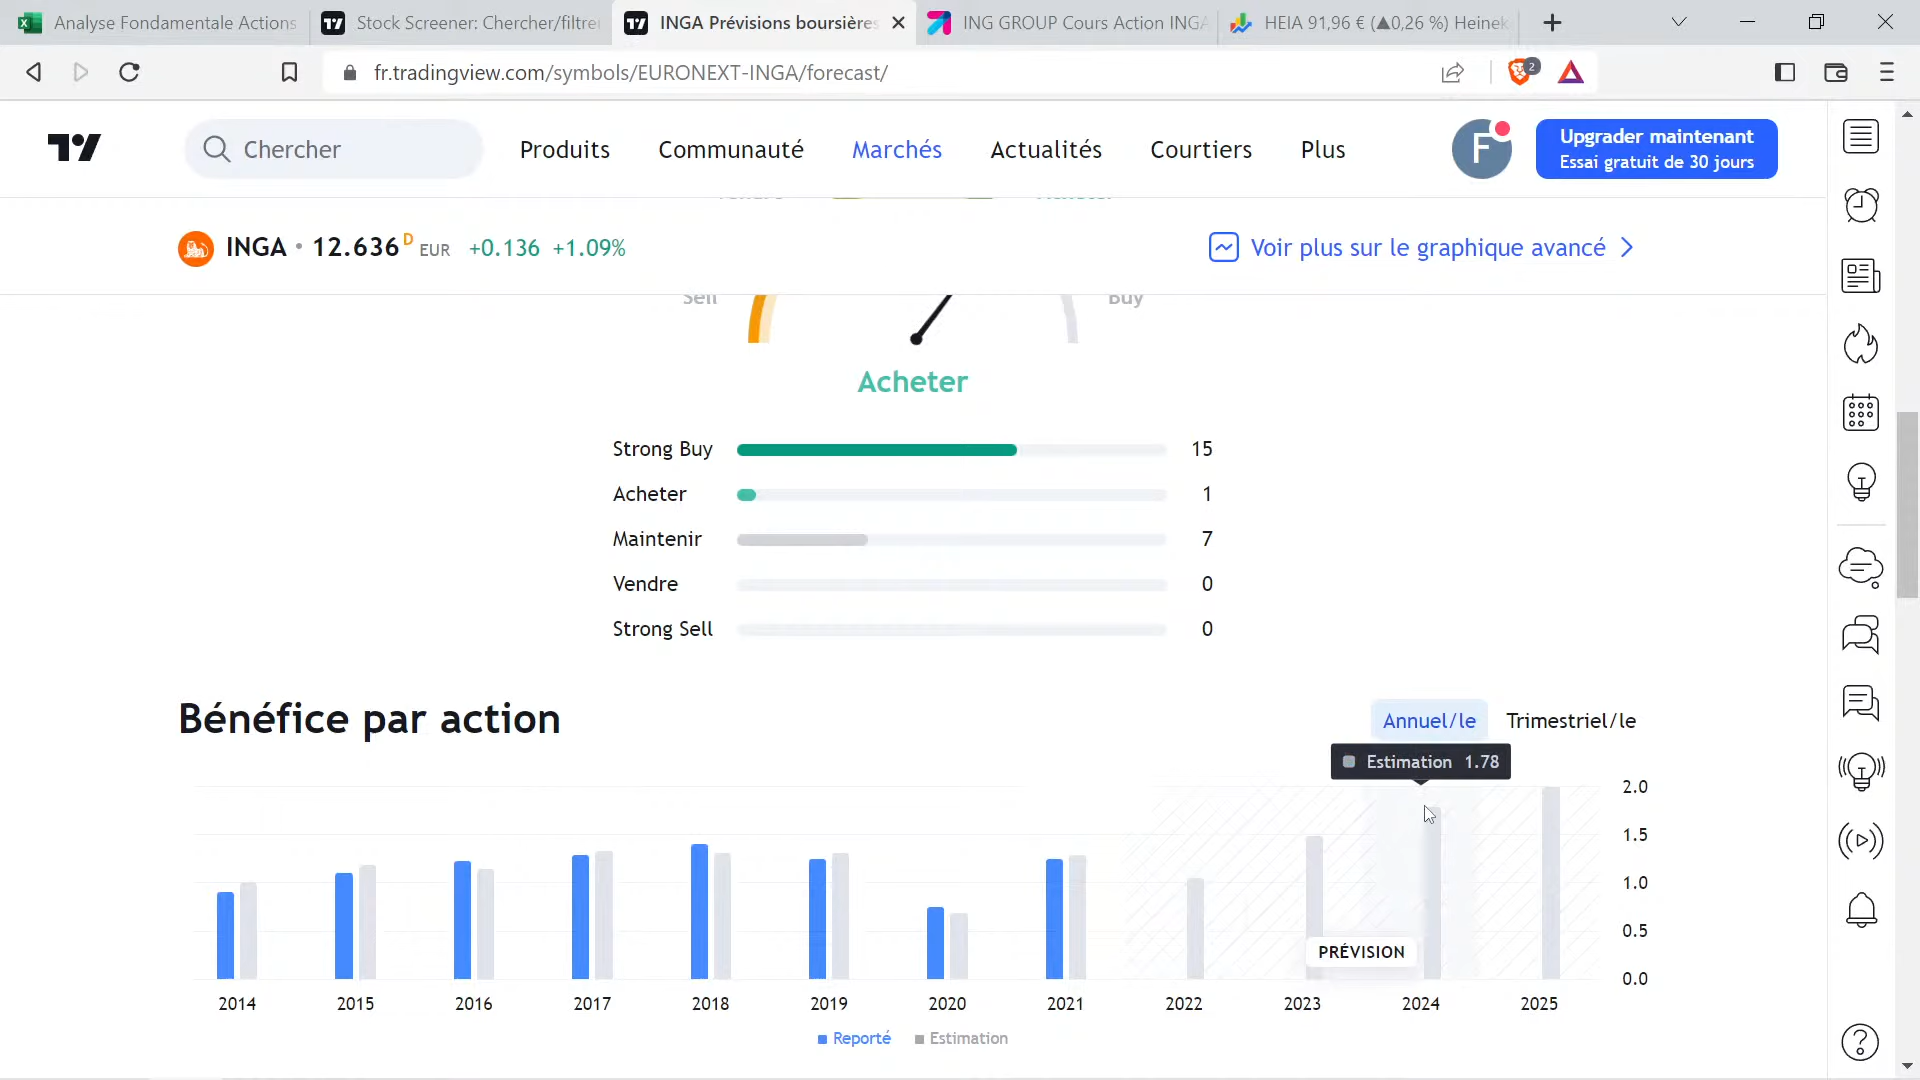 Analyse Fondamentale Actions
Stock Screener: Chercher/filtrer
INGA Prévisions boursières
ING GROUP Cours Action INGA
HEIA 91,96 € (▲0,26 %) Heinek
fr.tradingview.com/symbols/EURONEXT-INGA/forecast/
2
Chercher
Produits
Communauté
Marchés
Actualités
Courtiers
Plus
F
Upgrader maintenant
Essai gratuit de 30 jours
INGA • 12.636 D EUR +0.136 +1.09%
Voir plus sur le graphique avancé
Sell
Buy
Acheter
Strong Buy 15
Acheter 1
Maintenir 7
Vendre 0
Strong Sell 0
Bénéfice par action
Annuel/le
Trimestriel/le
Estimation 1.78
2.0
1.5
1.0
0.5
0.0
PRÉVISION
2014 2015 2016 2017 2018 2019 2020 2021 2022 2023 2024 2025
Reporté Estimation